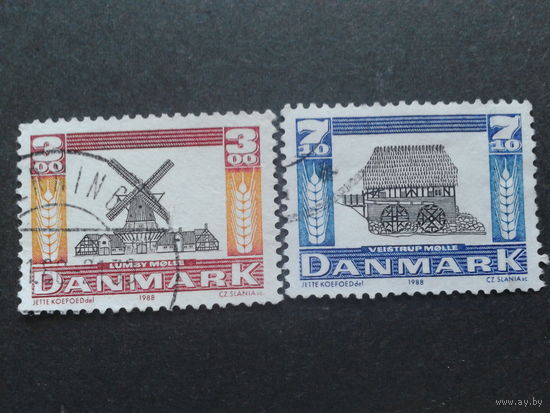 3 00
3 00
LUMBY MØLLE
DANMARK
JETTE KOEFOED del 1988 CZ SLANIA sc
7 10
7 10
VEJSTRUP MØLLE
DANMARK
JETTE KOEFOED del 1988 CZ SLANIA sc
www.ay.by